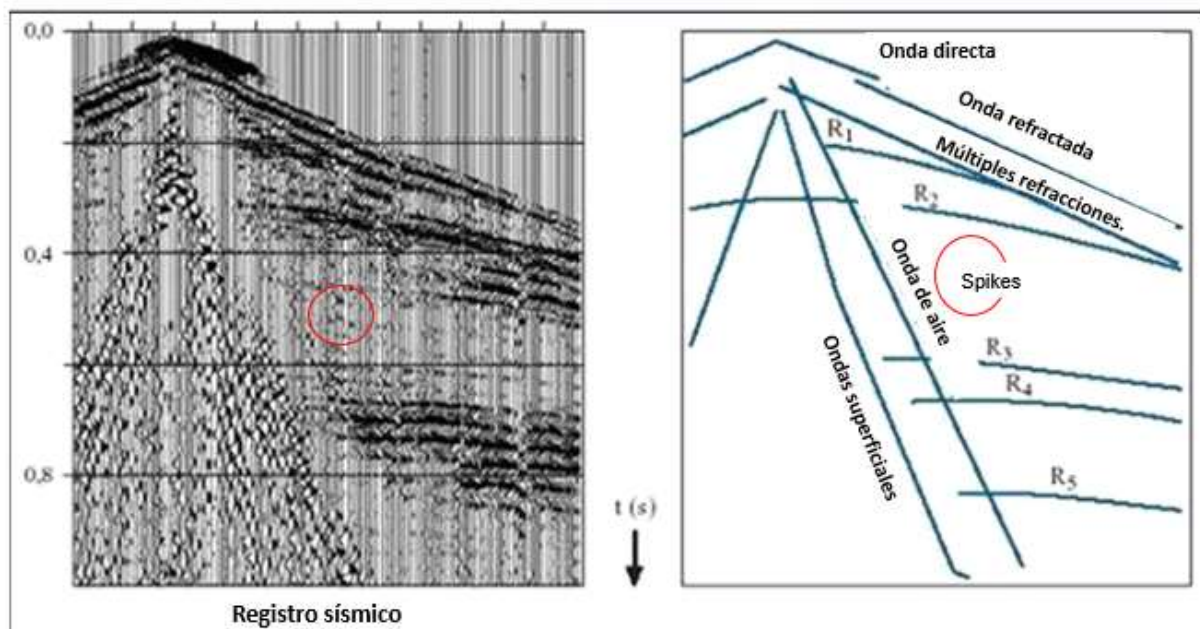 0,0
0,4
0,8
Registro sísmico
t (s)
Onda directa
Onda refractada
Múltiples refracciones.
R1
R2
Spikes
Onda de aire
Ondas superficiales
R3
R4
R5